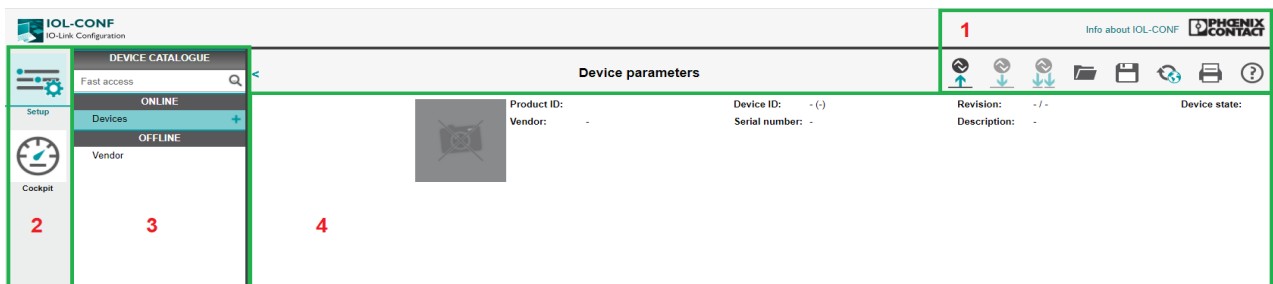 IOL-CONF
IO-Link Configuration
1
Info about IOL-CONF
PHŒNIX
CONTACT
DEVICE CATALOGUE
Fast access
<
Device parameters
?
Setup
ONLINE
Devices +
OFFLINE
Vendor
Cockpit
Product ID:
Device ID: - (-)
Revision: - / -
Device state:
Vendor: -
Serial number: -
Description: -
2
3
4